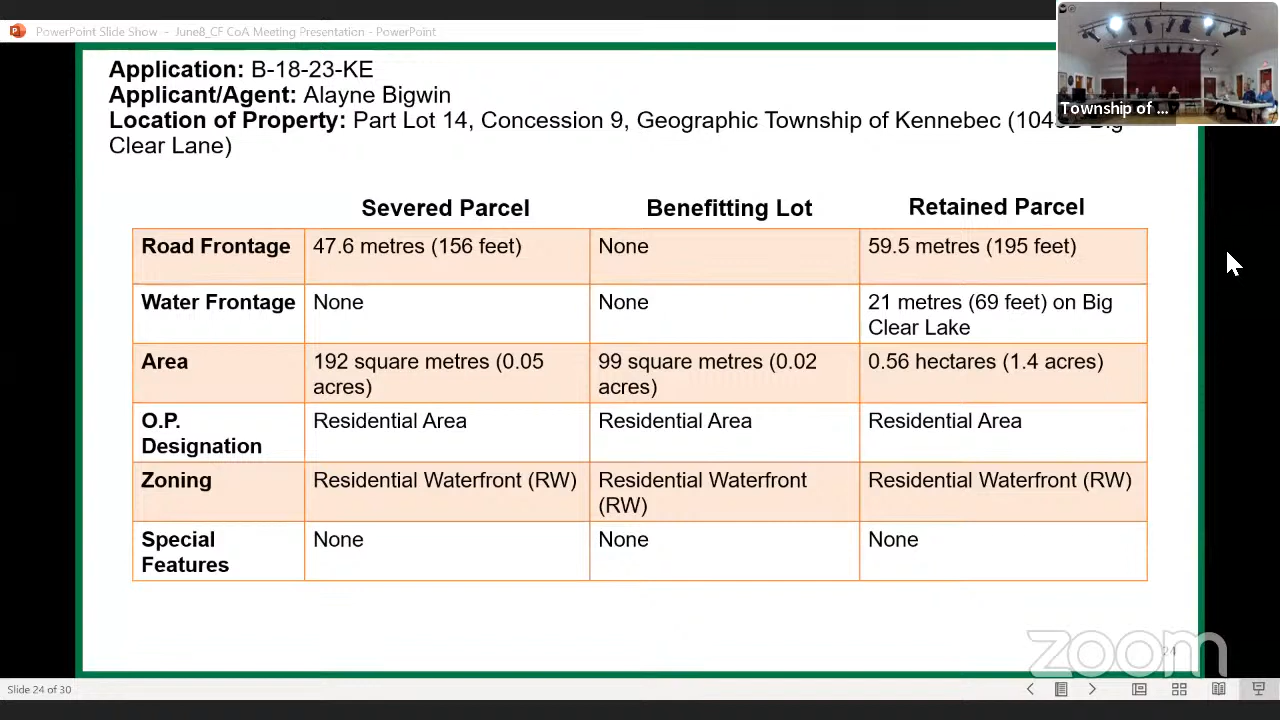 PowerPoint Slide Show - June8_CF CoA Meeting Presentation - PowerPoint
Township of ...
Application: B-18-23-KE
Applicant/Agent: Alayne Bigwin
Location of Property: Part Lot 14, Concession 9, Geographic Township of Kennebec Big
Clear Lane)
Severed Parcel Benefitting Lot Retained Parcel
Road Frontage 47.6 metres (156 feet) None 59.5 metres (195 feet)
Water Frontage None None 21 metres (69 feet) on Big
Clear Lake
Area 192 square metres (0.05 99 square metres (0.02 0.56 hectares (1.4 acres)
acres) acres)
O.P. Residential Area Residential Area Residential Area
Designation
Zoning Residential Waterfront (RW) Residential Waterfront Residential Waterfront (RW)
(RW)
Special None None None
Features
zoom
24
Slide 24 of 30